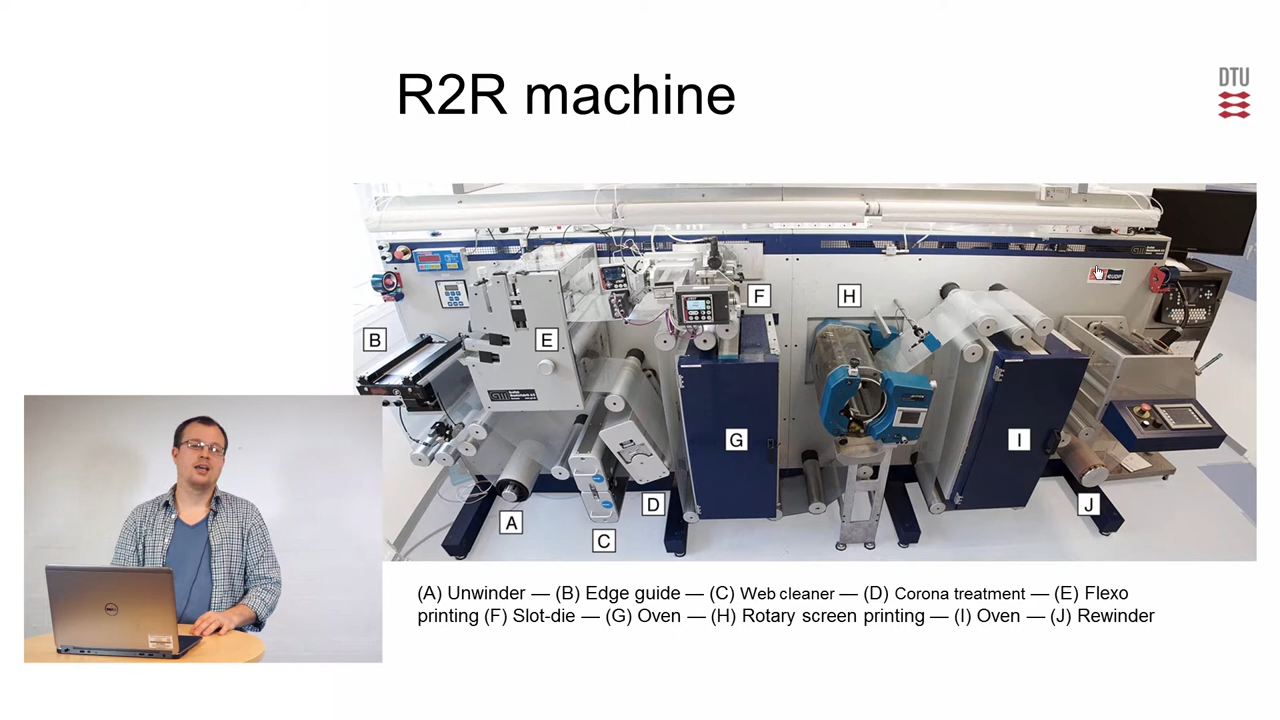 R2R machine
DTU
B
E
F
H
G
I
A
D
C
J
(A) Unwinder — (B) Edge guide — (C) Web cleaner — (D) Corona treatment — (E) Flexo
printing (F) Slot-die — (G) Oven — (H) Rotary screen printing — (I) Oven — (J) Rewinder